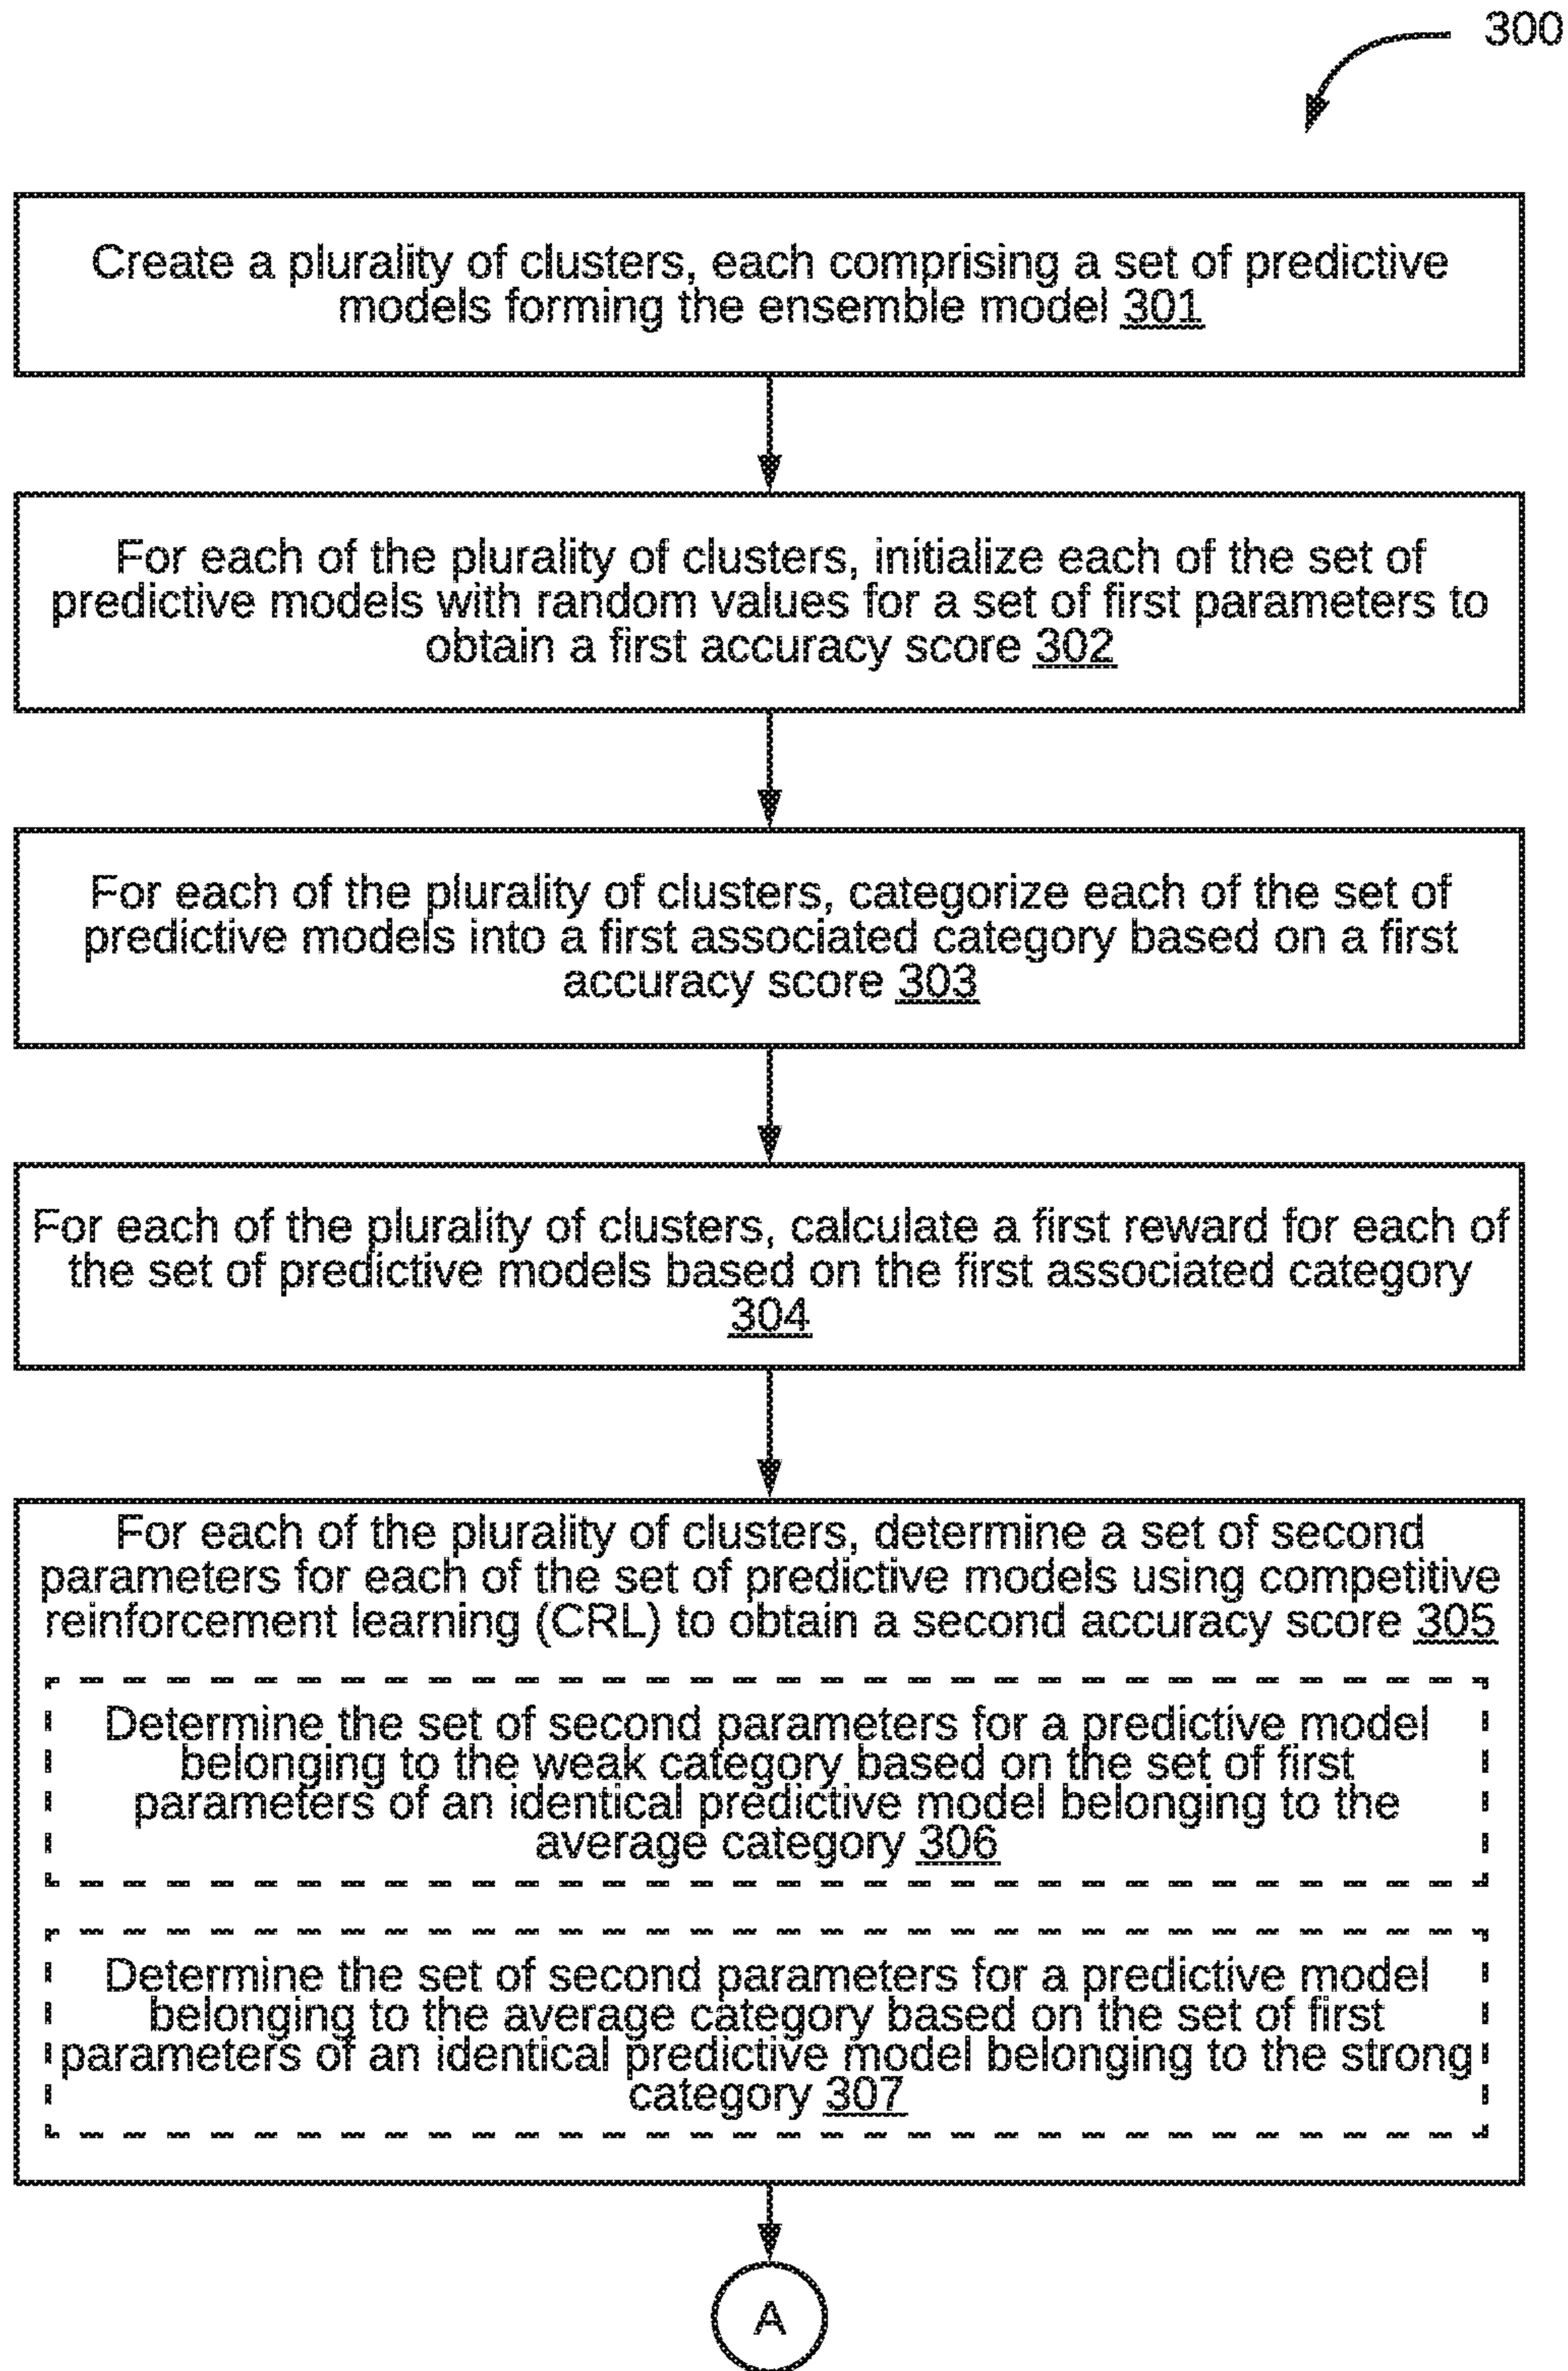 300
Create a plurality of clusters, each comprising a set of predictive
models forming the ensemble model 301
For each of the plurality of clusters, initialize each of the set of
predictive models with random values for a set of first parameters to
obtain a first accuracy score 302
For each of the plurality of clusters, categorize each of the set of
predictive models into a first associated category based on a first
accuracy score 303
For each of the plurality of clusters, calculate a first reward for each of
the set of predictive models based on the first associated category
304
For each of the plurality of clusters, determine a set of second
parameters for each of the set of predictive models using competitive
reinforcement learning (CRL) to obtain a second accuracy score 305
Determine the set of second parameters for a predictive model
belonging to the weak category based on the set of first
parameters of an identical predictive model belonging to the
average category 306
Determine the set of second parameters for a predictive model
belonging to the average category based on the set of first
parameters of an identical predictive model belonging to the strong
category 307
A